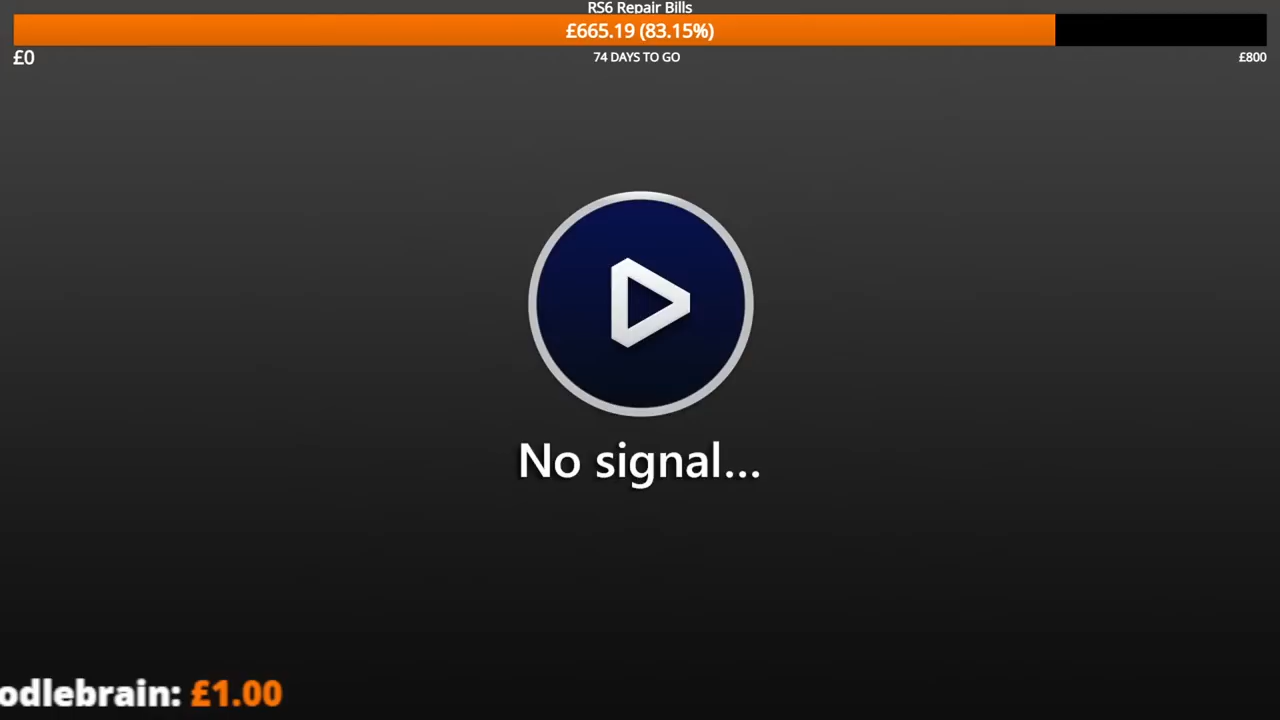 RS6 Repair Bills
£665.19 (83.15%)
£0
74 DAYS TO GO
£800
No signal...
odlebrain: £1.00